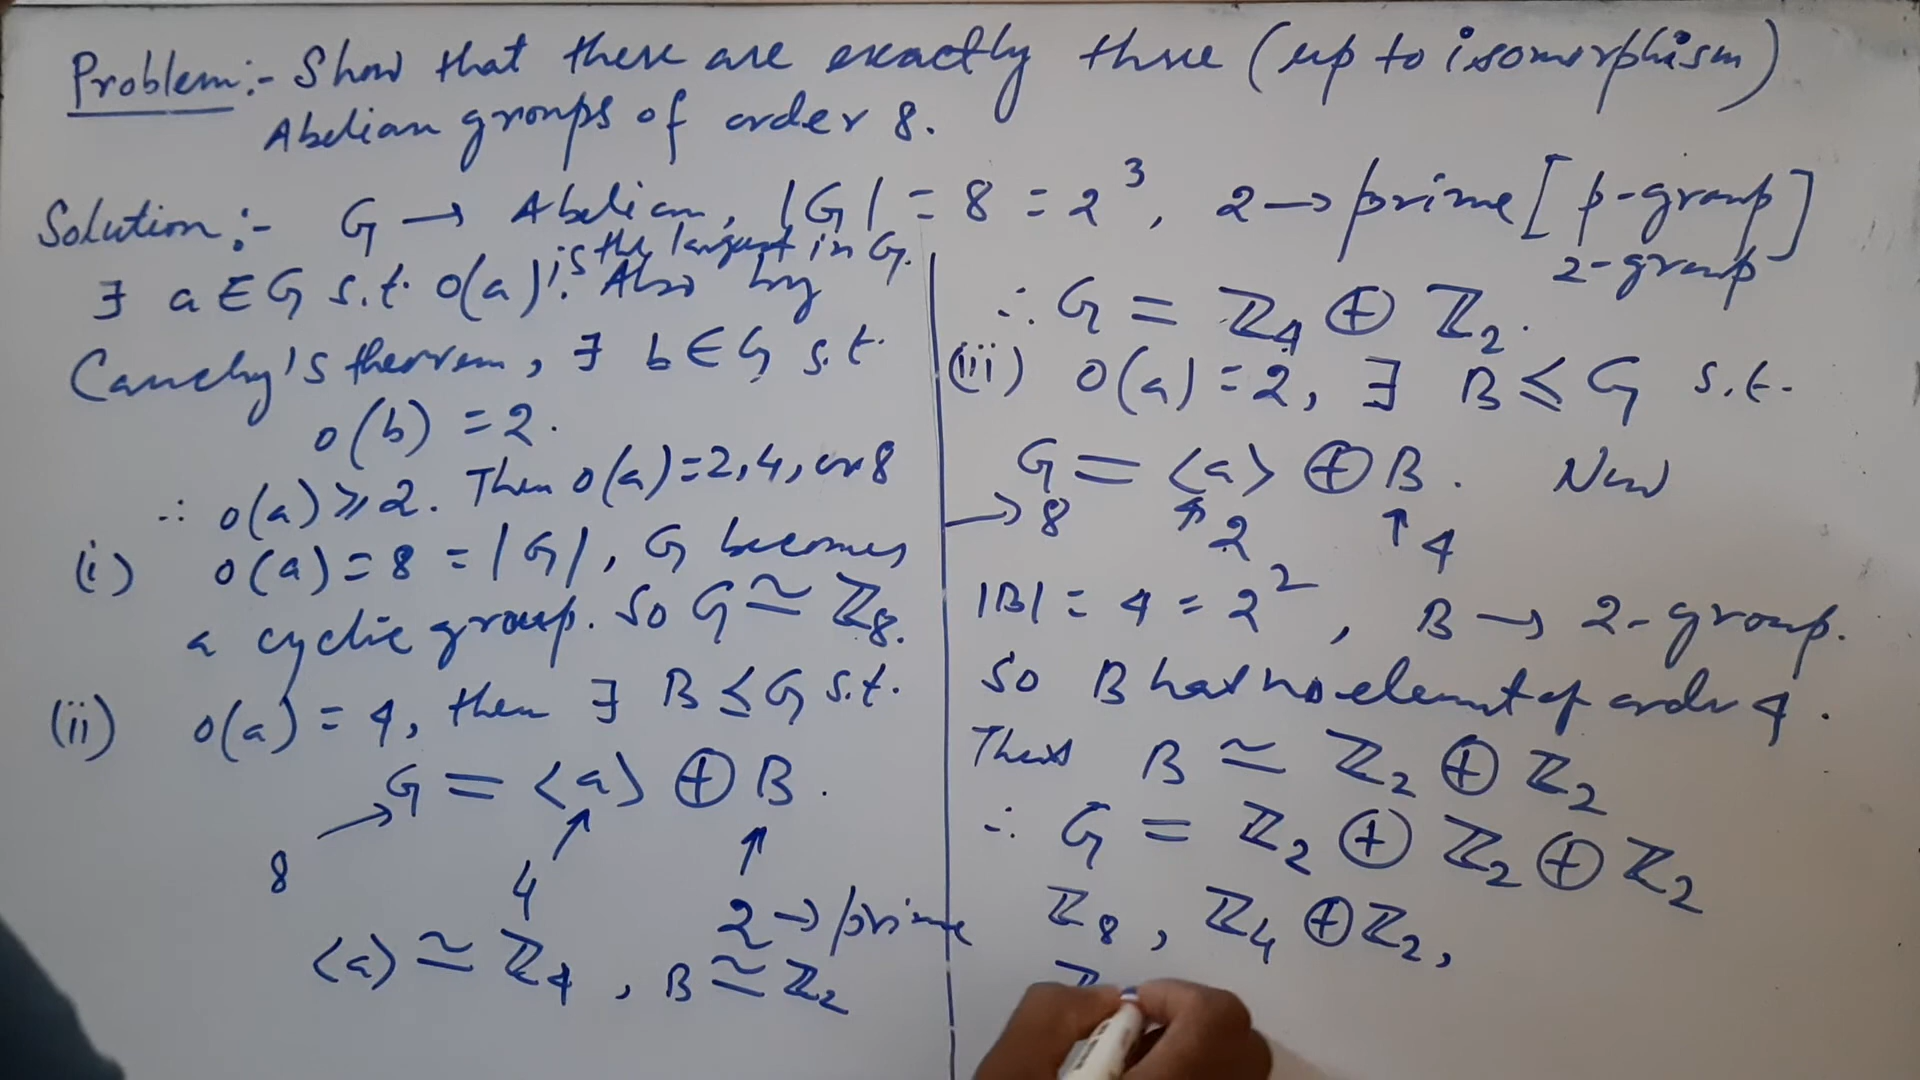 Problem:- Show that there are exactly three (up to isomorphism)
Abelian groups of order 8.
Solution:- G → Abelian, |G| = 8 = 2³, 2 → prime [p-group]
2-group
∃ a ∈ G s.t. o(a) is the largest in G. Also by
Cauchy's theorem, ∃ b ∈ G s.t.
o(b) = 2.
∴ o(a) ≥ 2. Then o(a) = 2, 4, or 8
(i) o(a) = 8 = |G|, G becomes
a cyclic group. So G ≃ ℤ₈.
(ii) o(a) = 4, then ∃ B ≤ G s.t.
G = <a> ⊕ B.
8 4 2 → prime
<a> ≃ ℤ₄, B ≃ ℤ₂
∴ G = ℤ₄ ⊕ ℤ₂.
(iii) o(a) = 2, ∃ B ≤ G s.t.
G = <a> ⊕ B. Now
→ 8 2 4
|B| = 4 = 2², B → 2-group.
So B has no element of order 4.
Thus B ≃ ℤ₂ ⊕ ℤ₂
∴ G = ℤ₂ ⊕ ℤ₂ ⊕ ℤ₂
ℤ₈, ℤ₄ ⊕ ℤ₂,
ℤ